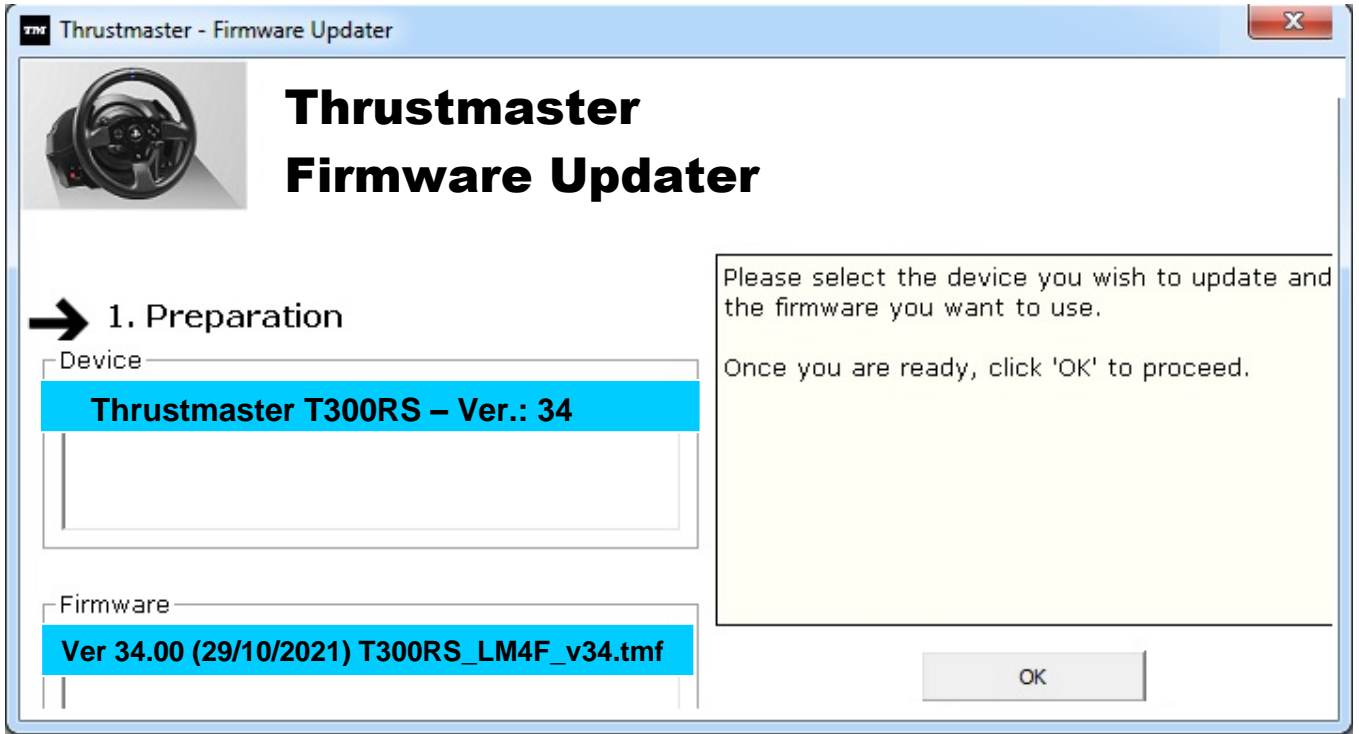 TM Thrustmaster - Firmware Updater
Thrustmaster
Firmware Updater
1. Preparation
Device
Thrustmaster T300RS – Ver.: 34
Firmware
Ver 34.00 (29/10/2021) T300RS_LM4F_v34.tmf
Please select the device you wish to update and
the firmware you want to use.
Once you are ready, click 'OK' to proceed.
OK